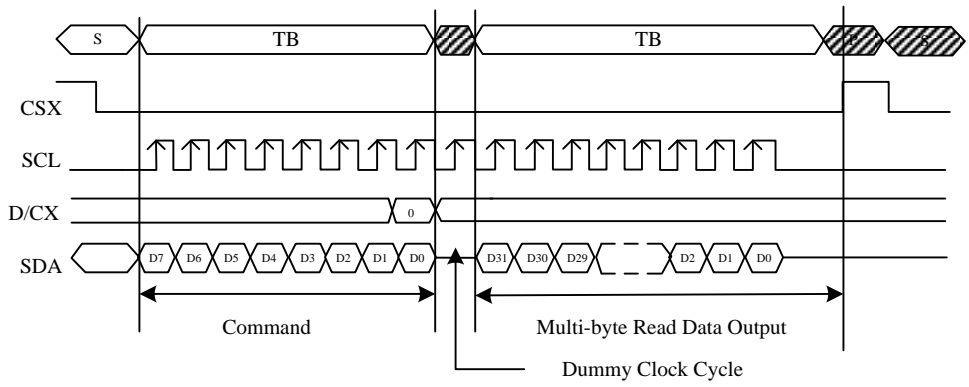 S TB TB
CSX
SCL
D/CX 0
SDA D7 D6 D5 D4 D3 D2 D1 D0 D31 D30 D29 D2 D1 D0
Command Multi-byte Read Data Output
Dummy Clock Cycle